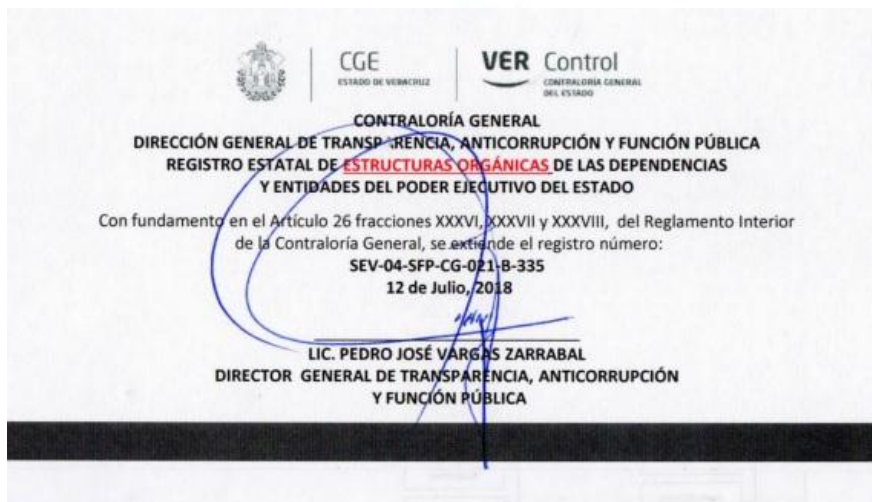 CGE
ESTADO DE VERACRUZ
VER Control
CONTRALORÍA GENERAL
DEL ESTADO
CONTRALORÍA GENERAL
DIRECCIÓN GENERAL DE TRANSP RENCIA, ANTICORRUPCIÓN Y FUNCIÓN PÚBLICA
REGISTRO ESTATAL DE ESTRUCTURAS ORGÁNICAS DE LAS DEPENDENCIAS
Y ENTIDADES DEL PODER EJECUTIVO DEL ESTADO
Con fundamento en el Artículo 26 fracciones XXXVI, XXXVII y XXXVIII, del Reglamento Interior
de la Contraloría General, se extiende el registro número:
SEV-04-SFP-CG-021-B-335
12 de Julio, 2018
LIC. PEDRO JOSÉ VARGAS ZARRABAL
DIRECTOR GENERAL DE TRANSPARENCIA, ANTICORRUPCIÓN
Y FUNCIÓN PÚBLICA